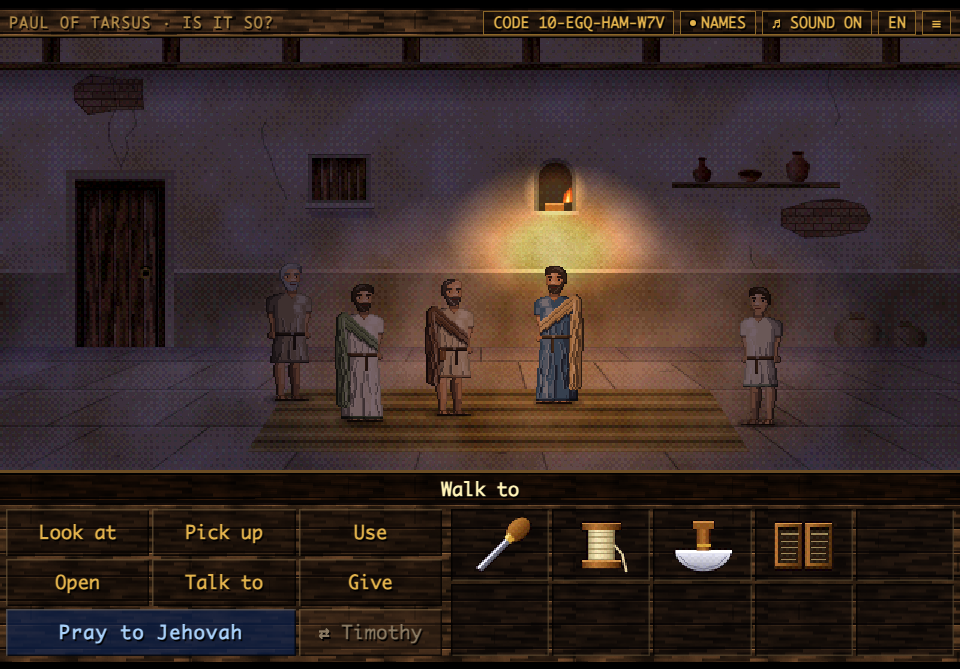 PAUL OF TARSUS · IS IT SO?
CODE 10-EGQ-HAM-W7V
• NAMES
♬ SOUND ON
EN
≡
Walk to
Look at
Pick up
Use
Open
Talk to
Give
Pray to Jehovah
⇄ Timothy